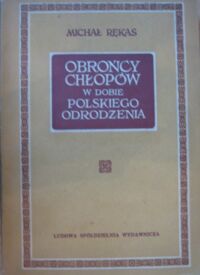 MICHAŁ RĘKAS
OBROŃCY
CHŁOPÓW
W DOBIE
POLSKIEGO
ODRODZENIA
LUDOWA SPÓŁDZIELNIA WYDAWNICZA